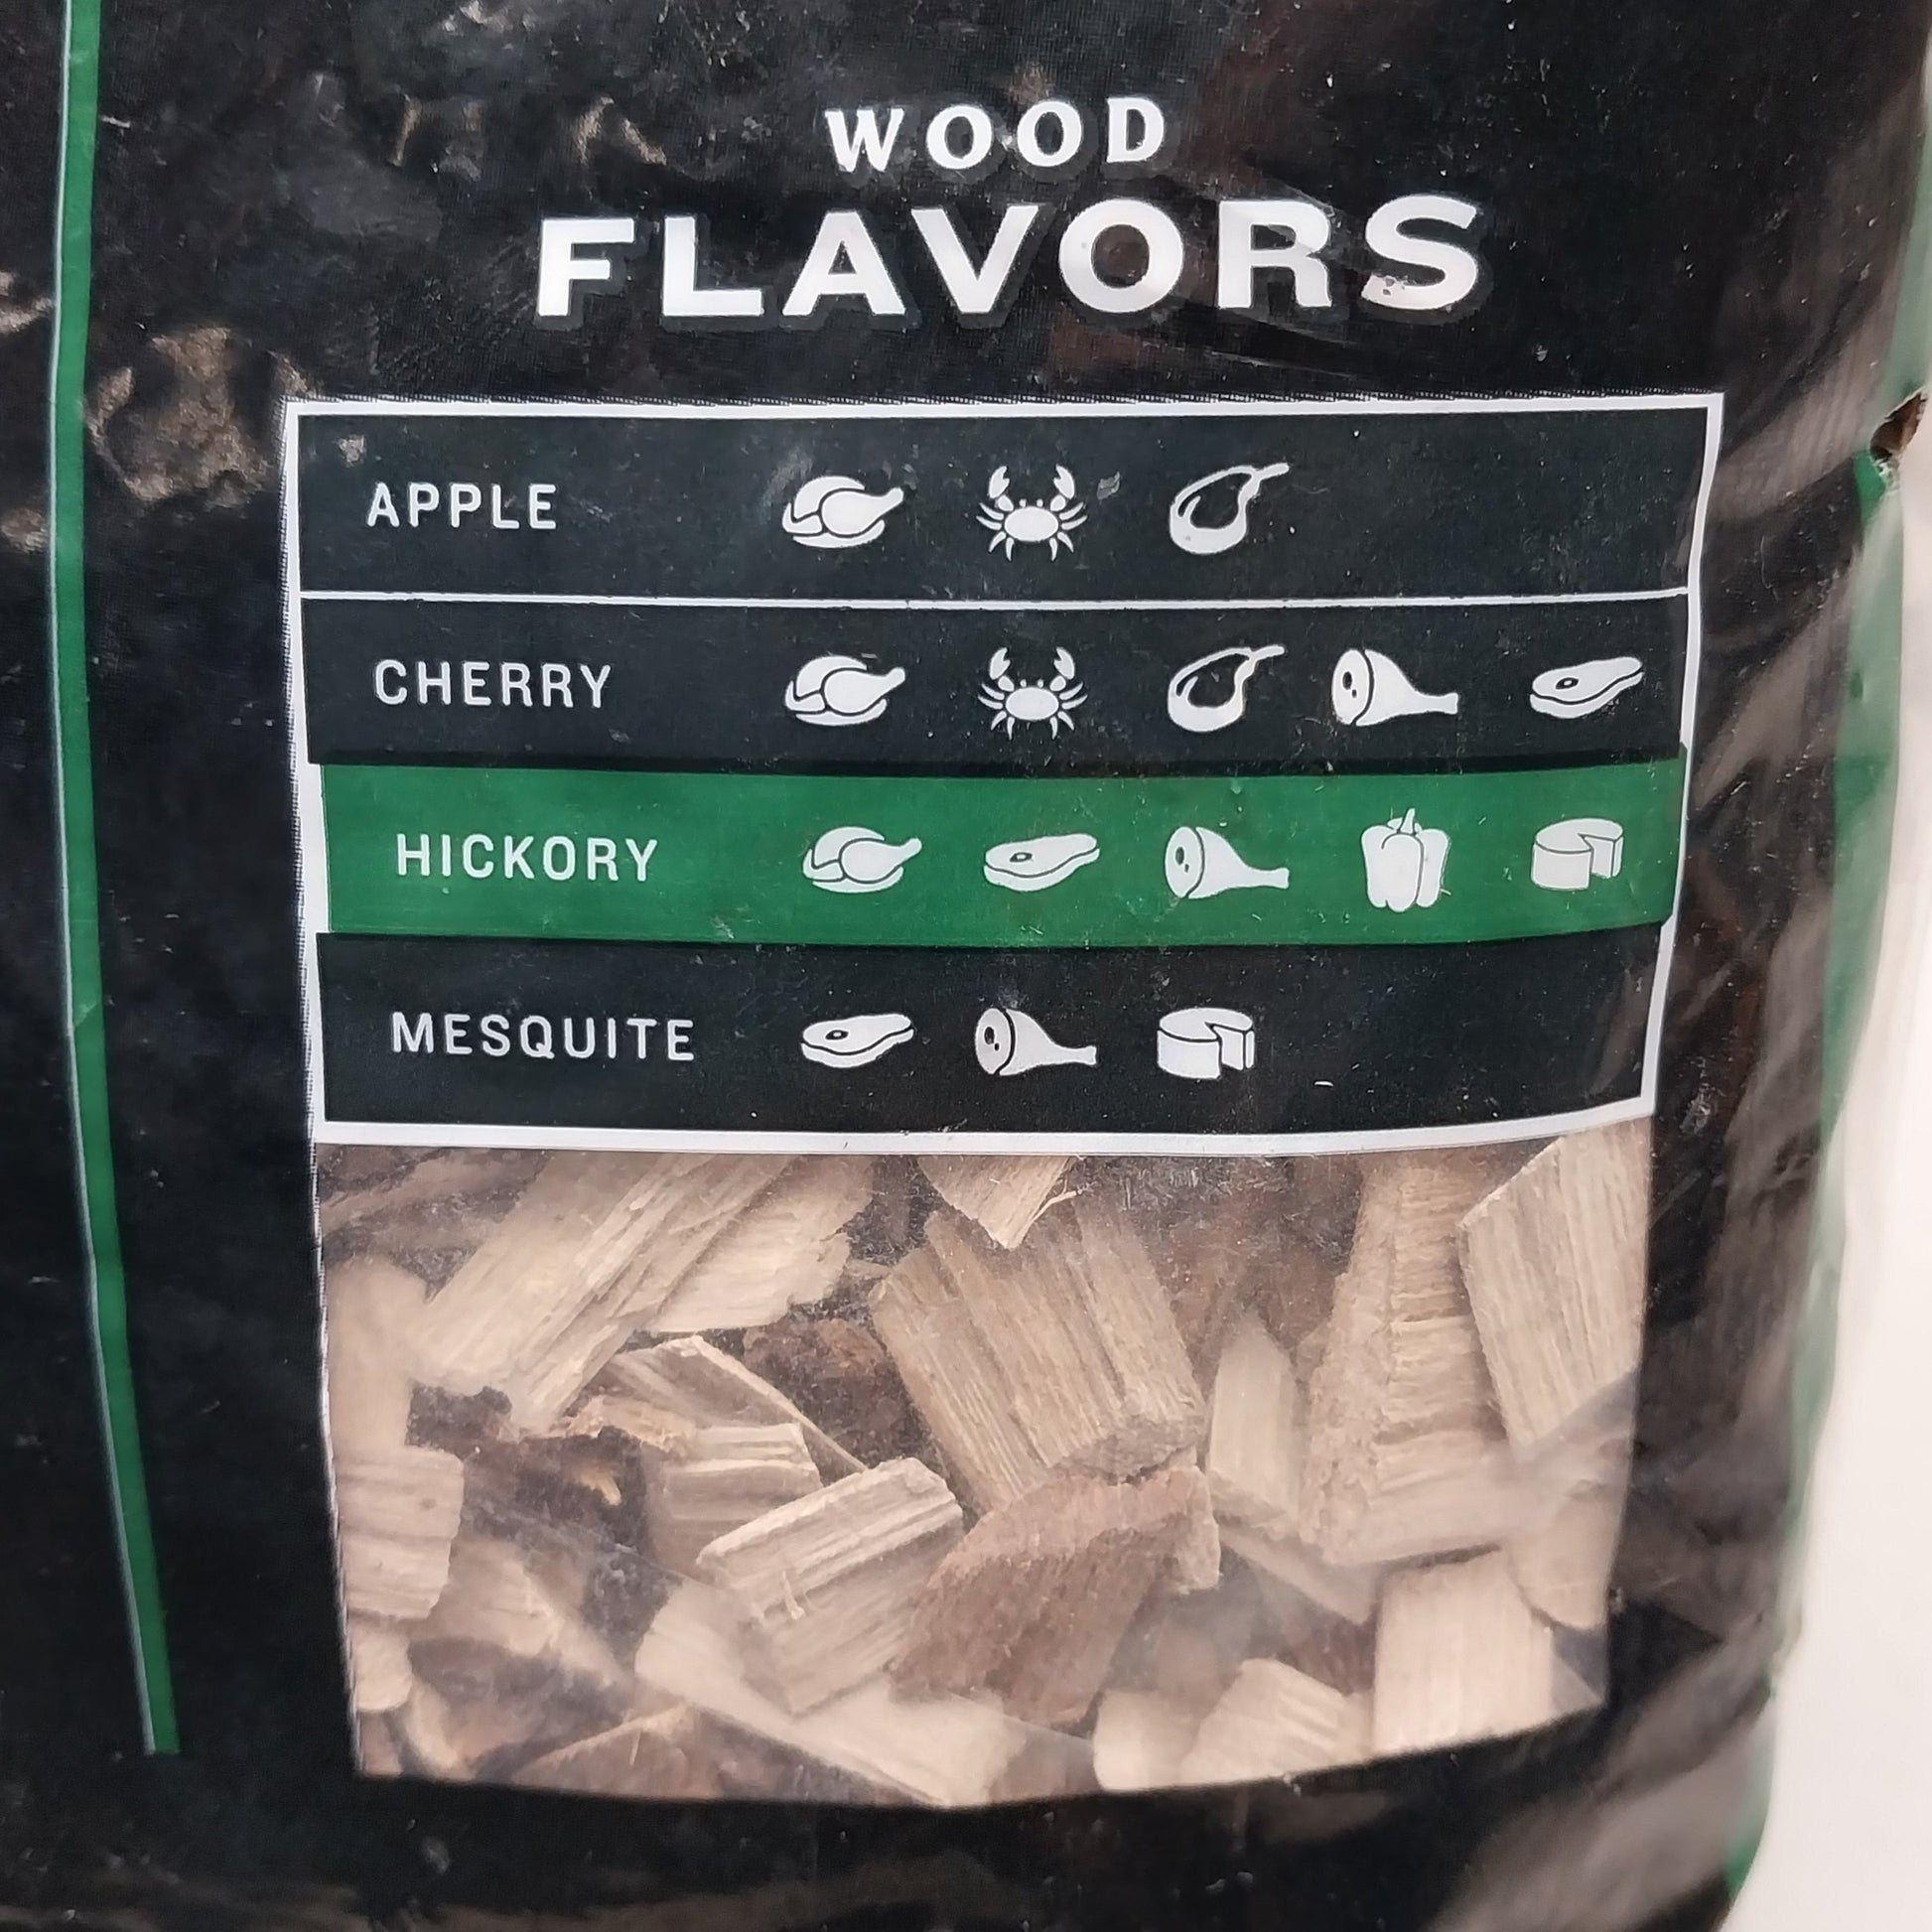 WOOD
FLAVORS
APPLE
CHERRY
HICKORY
MESQUITE